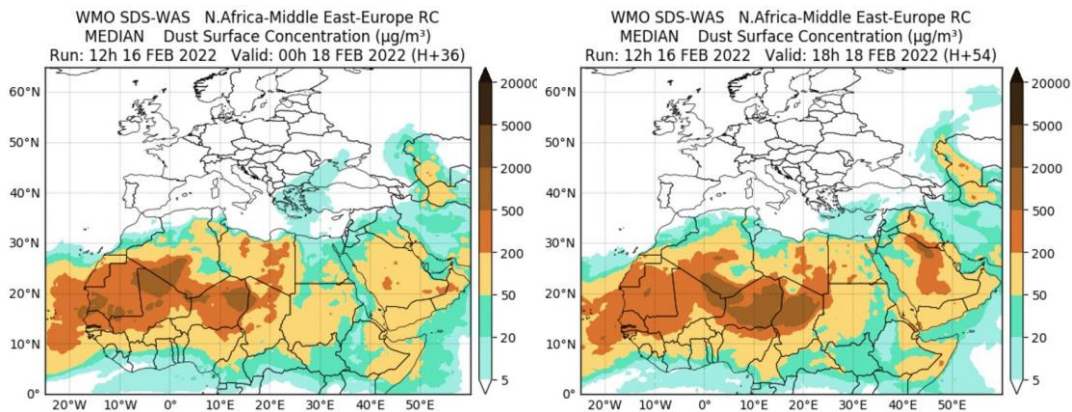 WMO SDS-WAS N.Africa-Middle East-Europe RC
MEDIAN Dust Surface Concentration (µg/m³)
Run: 12h 16 FEB 2022 Valid: 00h 18 FEB 2022 (H+36)
60°N
50°N
40°N
30°N
20°N
10°N
0°
20°W
10°W
0°
10°E
20°E
30°E
40°E
50°E
20000
5000
2000
500
200
50
20
5
WMO SDS-WAS N.Africa-Middle East-Europe RC
MEDIAN Dust Surface Concentration (µg/m³)
Run: 12h 16 FEB 2022 Valid: 18h 18 FEB 2022 (H+54)
60°N
50°N
40°N
30°N
20°N
10°N
0°
20°W
10°W
0°
10°E
20°E
30°E
40°E
50°E
20000
5000
2000
500
200
50
20
5